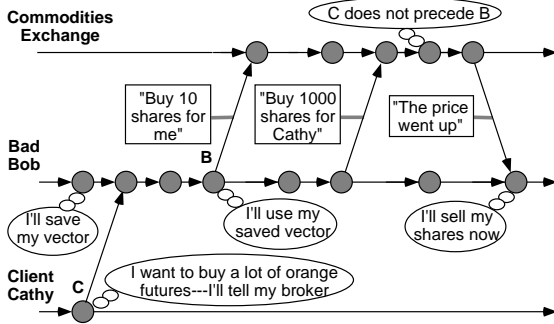 C does not precede B
Commodities
Exchange
"Buy 10
shares for
me"
"Buy 1000
shares for
Cathy"
"The price
went up"
Bad
Bob
B
I'll save
my vector
I'll use my
saved vector
I'll sell my
shares now
Client
Cathy
C
I want to buy a lot of orange
futures---I'll tell my broker